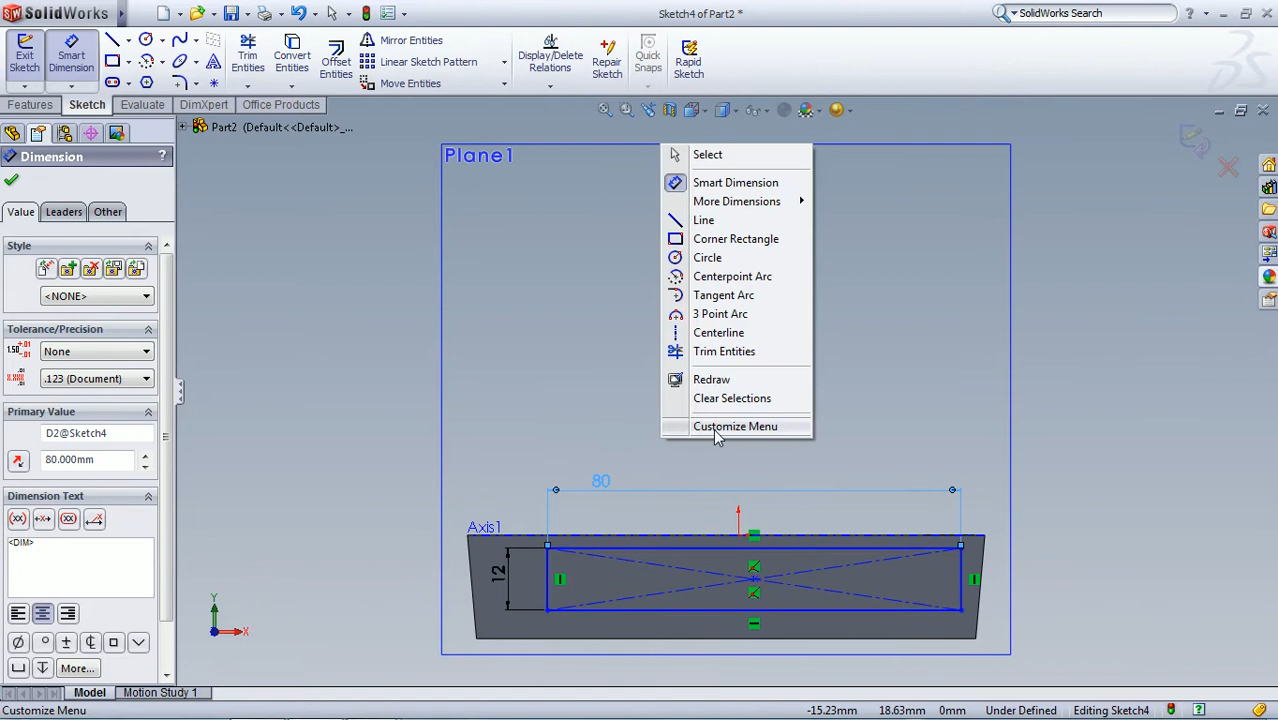 SolidWorks
Sketch4 of Part2 *
SolidWorks Search
Exit Sketch
Smart Dimension
Trim Entities
Convert Entities
Offset Entities
Mirror Entities
Linear Sketch Pattern
Move Entities
Display/Delete Relations
Repair Sketch
Quick Snaps
Rapid Sketch
Features
Sketch
Evaluate
DimXpert
Office Products
Part2 (Default<<Default>_...
Dimension
?
Value
Leaders
Other
Style
<NONE>
Tolerance/Precision
None
.123 (Document)
Primary Value
D2@Sketch4
80.000mm
Dimension Text
<DIM>
More...
Plane1
Select
Smart Dimension
More Dimensions
Line
Corner Rectangle
Circle
Centerpoint Arc
Tangent Arc
3 Point Arc
Centerline
Trim Entities
Redraw
Clear Selections
Customize Menu
80
Axis1
12
Y
X
Model
Motion Study 1
Customize Menu
-15.23mm
18.63mm
0mm
Under Defined
Editing Sketch4